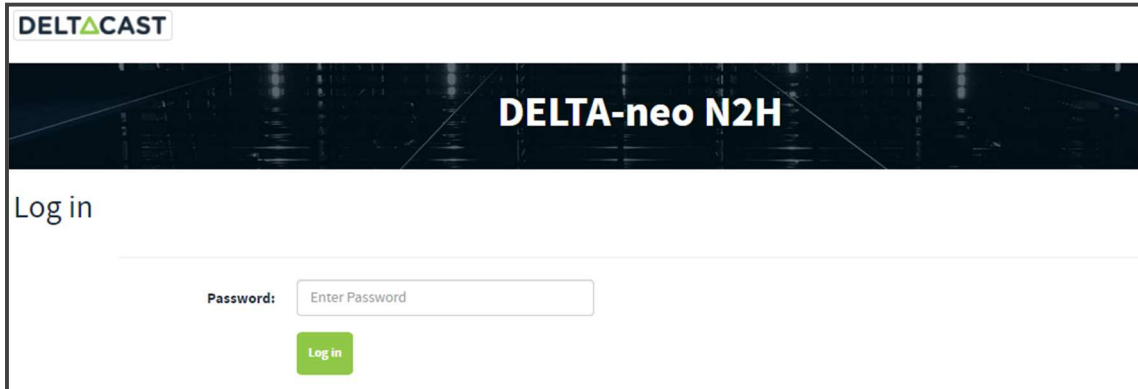 DELTACAST
DELTA-neo N2H
Log in
Password: Enter Password
Log in